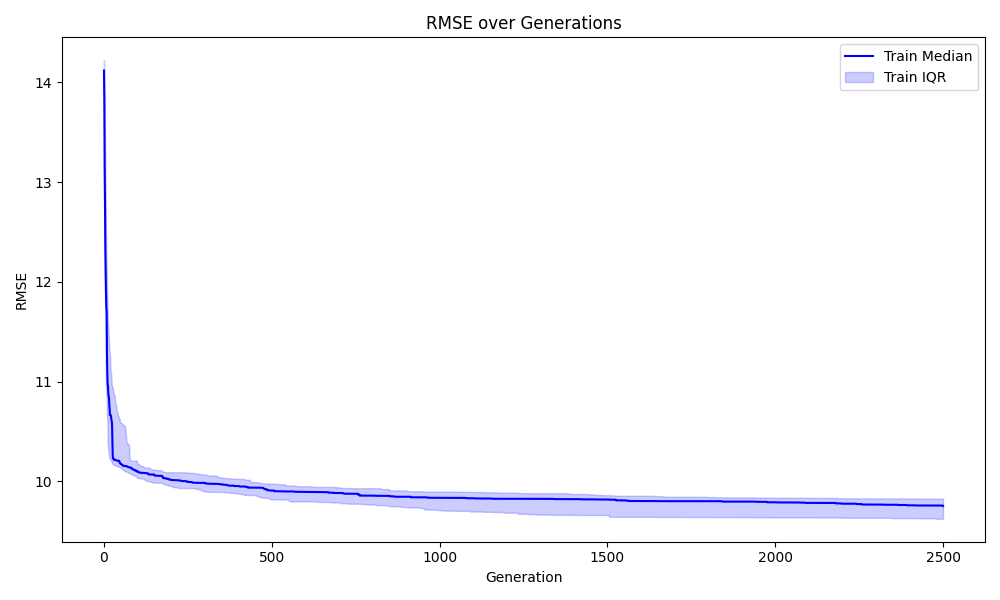 RMSE over Generations
Train Median
Train IQR
RMSE
14
13
12
11
10
0
500
1000
1500
2000
2500
Generation